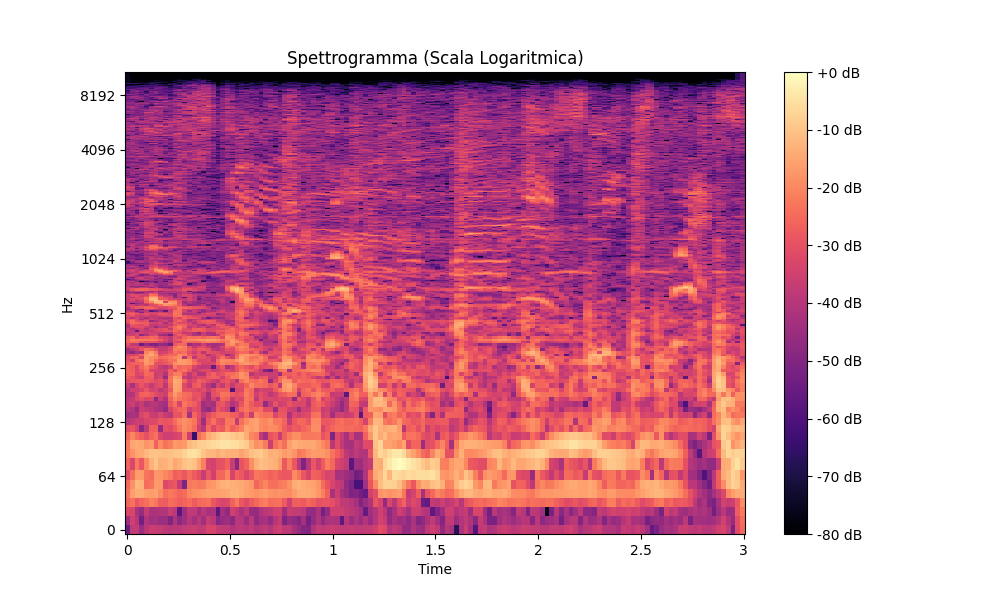 Spettrogramma (Scala Logaritmica)
Hz
8192
4096
2048
1024
512
256
128
64
0
0 0.5 1 1.5 2 2.5 3
Time
+0 dB
-10 dB
-20 dB
-30 dB
-40 dB
-50 dB
-60 dB
-70 dB
-80 dB